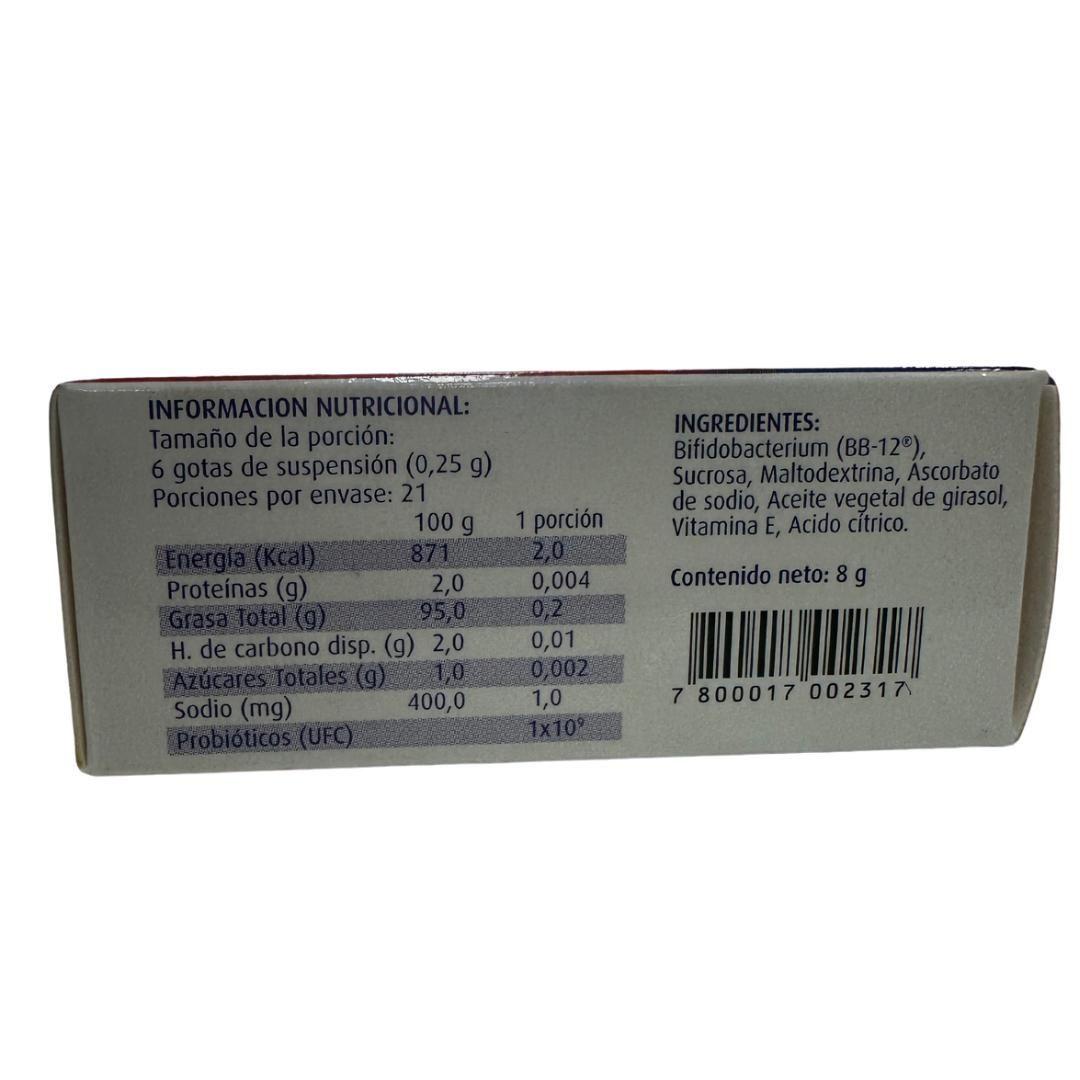 INFORMACION NUTRICIONAL:
Tamaño de la porción:
6 gotas de suspensión (0,25 g)
Porciones por envase: 21
100 g 1 porción
Energía (Kcal) 871 2,0
Proteínas (g) 2,0 0,004
Grasa Total (g) 95,0 0,2
H. de carbono disp. (g) 2,0 0,01
Azúcares Totales (g) 1,0 0,002
Sodio (mg) 400,0 1,0
Probióticos (UFC) 1x10⁹
INGREDIENTES:
Bifidobacterium (BB-12®),
Sucrosa, Maltodextrina, Ascorbato
de sodio, Aceite vegetal de girasol,
Vitamina E, Acido cítrico.
Contenido neto: 8 g
7 800017 002317